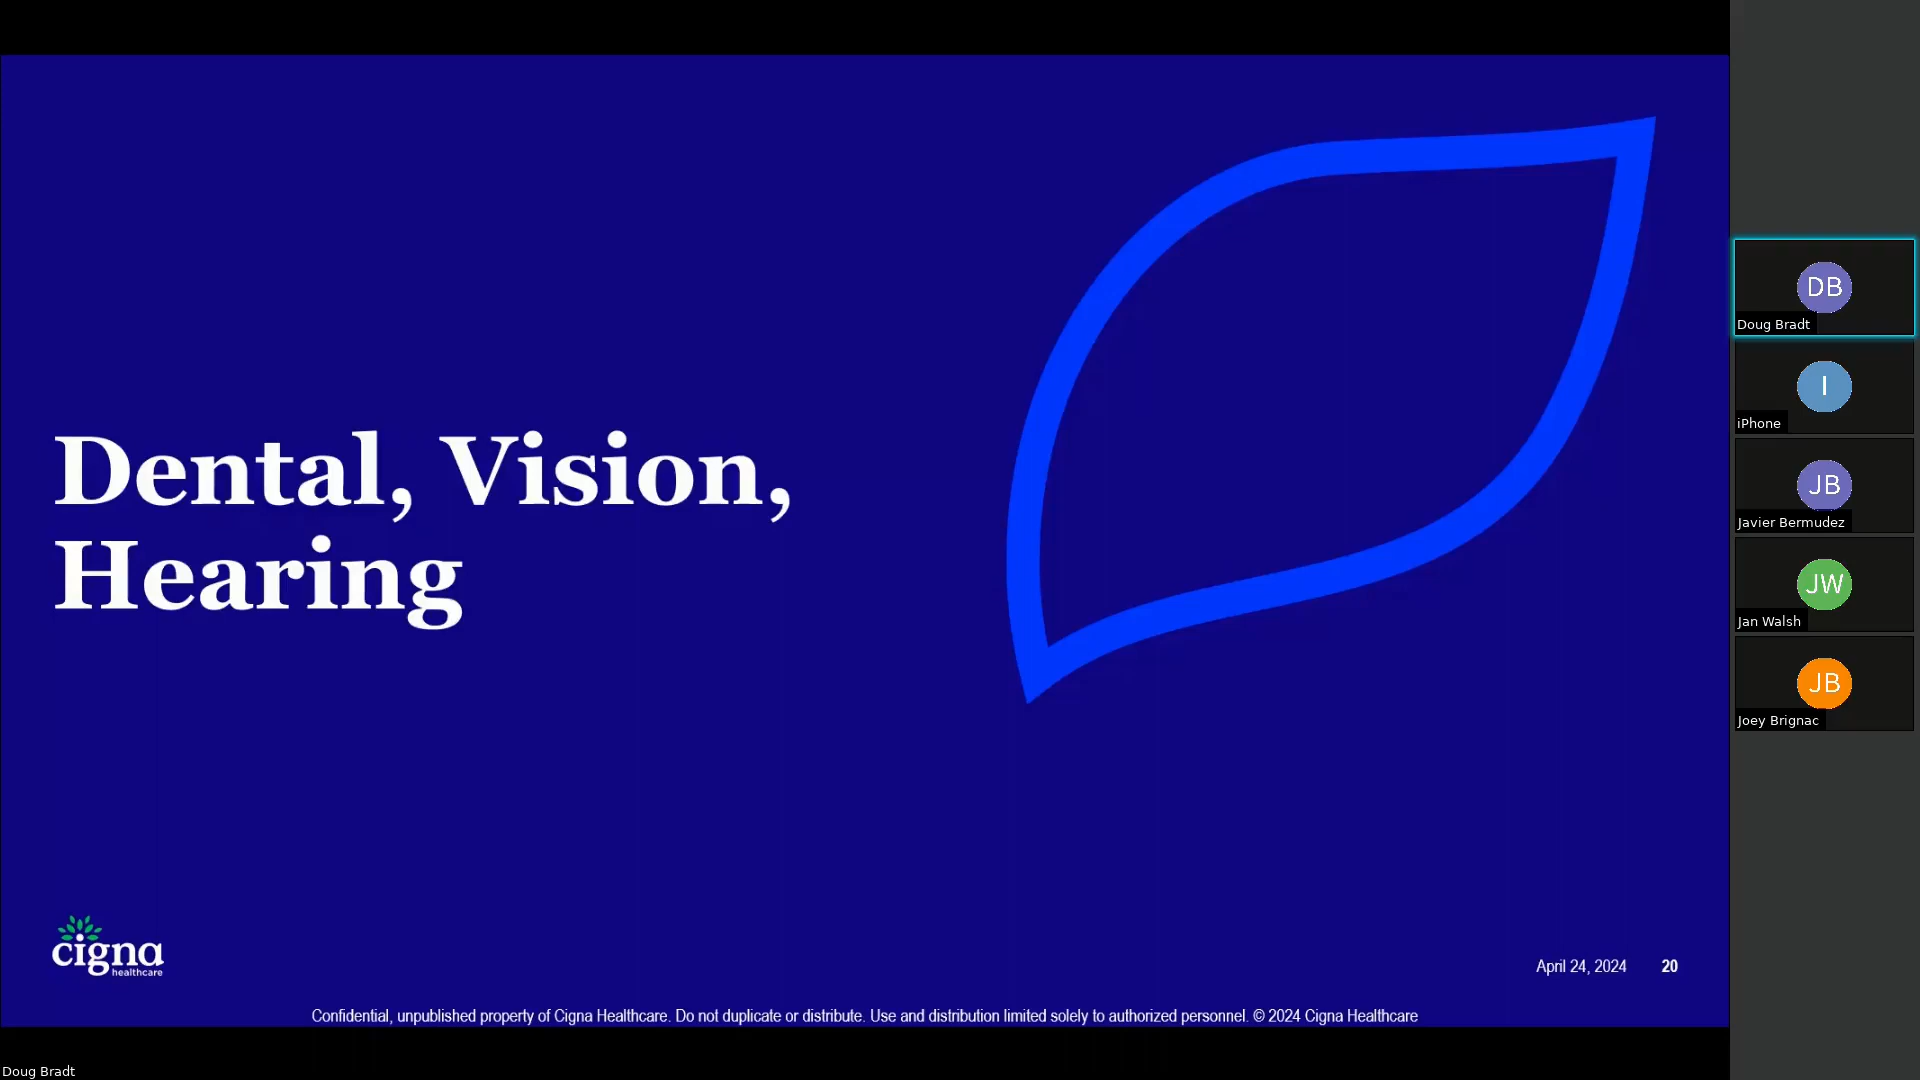 Dental, Vision,
Hearing
cigna
healthcare
April 24, 2024 20
Confidential, unpublished property of Cigna Healthcare. Do not duplicate or distribute. Use and distribution limited solely to authorized personnel. © 2024 Cigna Healthcare
Doug Bradt
DB
Doug Bradt
I
iPhone
JB
Javier Bermudez
JW
Jan Walsh
JB
Joey Brignac